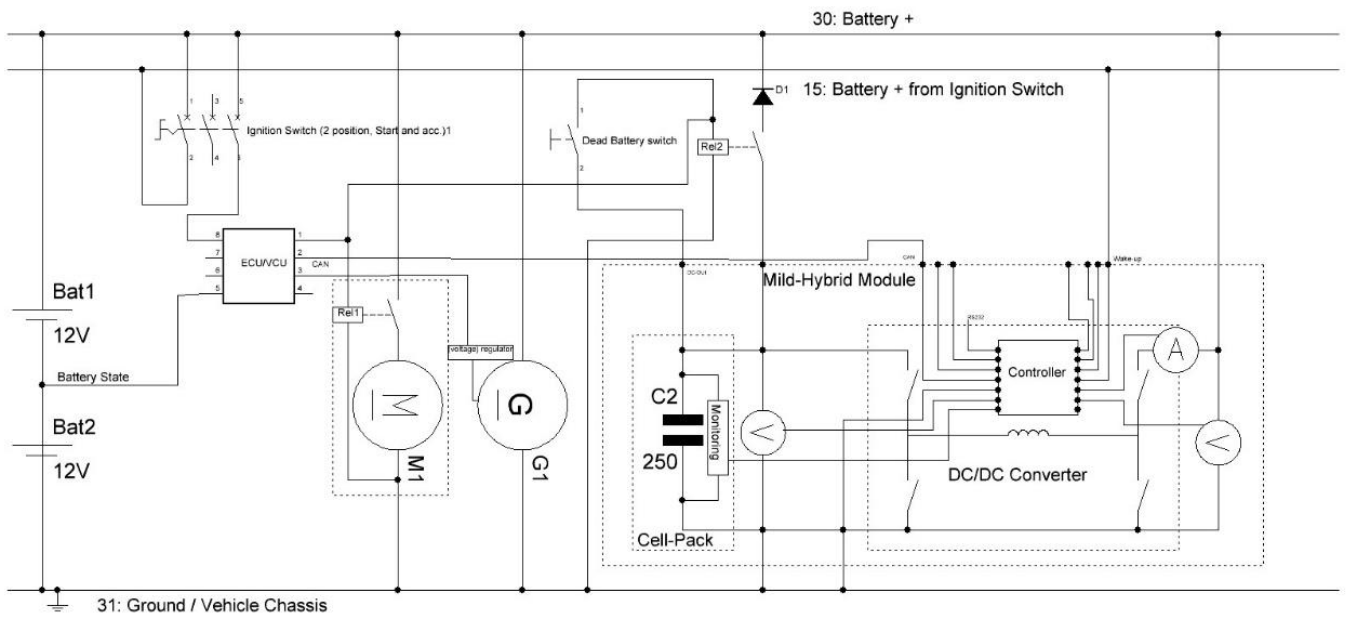 30: Battery +
D1
15: Battery + from Ignition Switch
1
3
5
Ignition Switch (2 position, Start and acc.)1
2
4
6
1
Dead Battery switch
2
Rel2
8
7
6
5
ECU/VCU
1
2
3
4
CAN
CAN
Wake-up
DC-OUT
Mild-Hybrid Module
Bat1
12V
Rel1
(voltage) regulator
RS232
A
Controller
Battery State
M
G
C2
250
Monitoring
V
V
Bat2
12V
M1
G1
DC/DC Converter
Cell-Pack
31: Ground / Vehicle Chassis